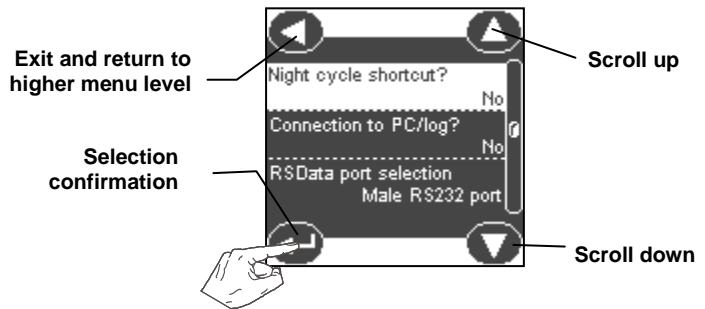 Exit and return to
higher menu level
Scroll up
Night cycle shortcut?
No
Connection to PC/log?
No
Selection
confirmation
RSData port selection
Male RS232 port
Scroll down